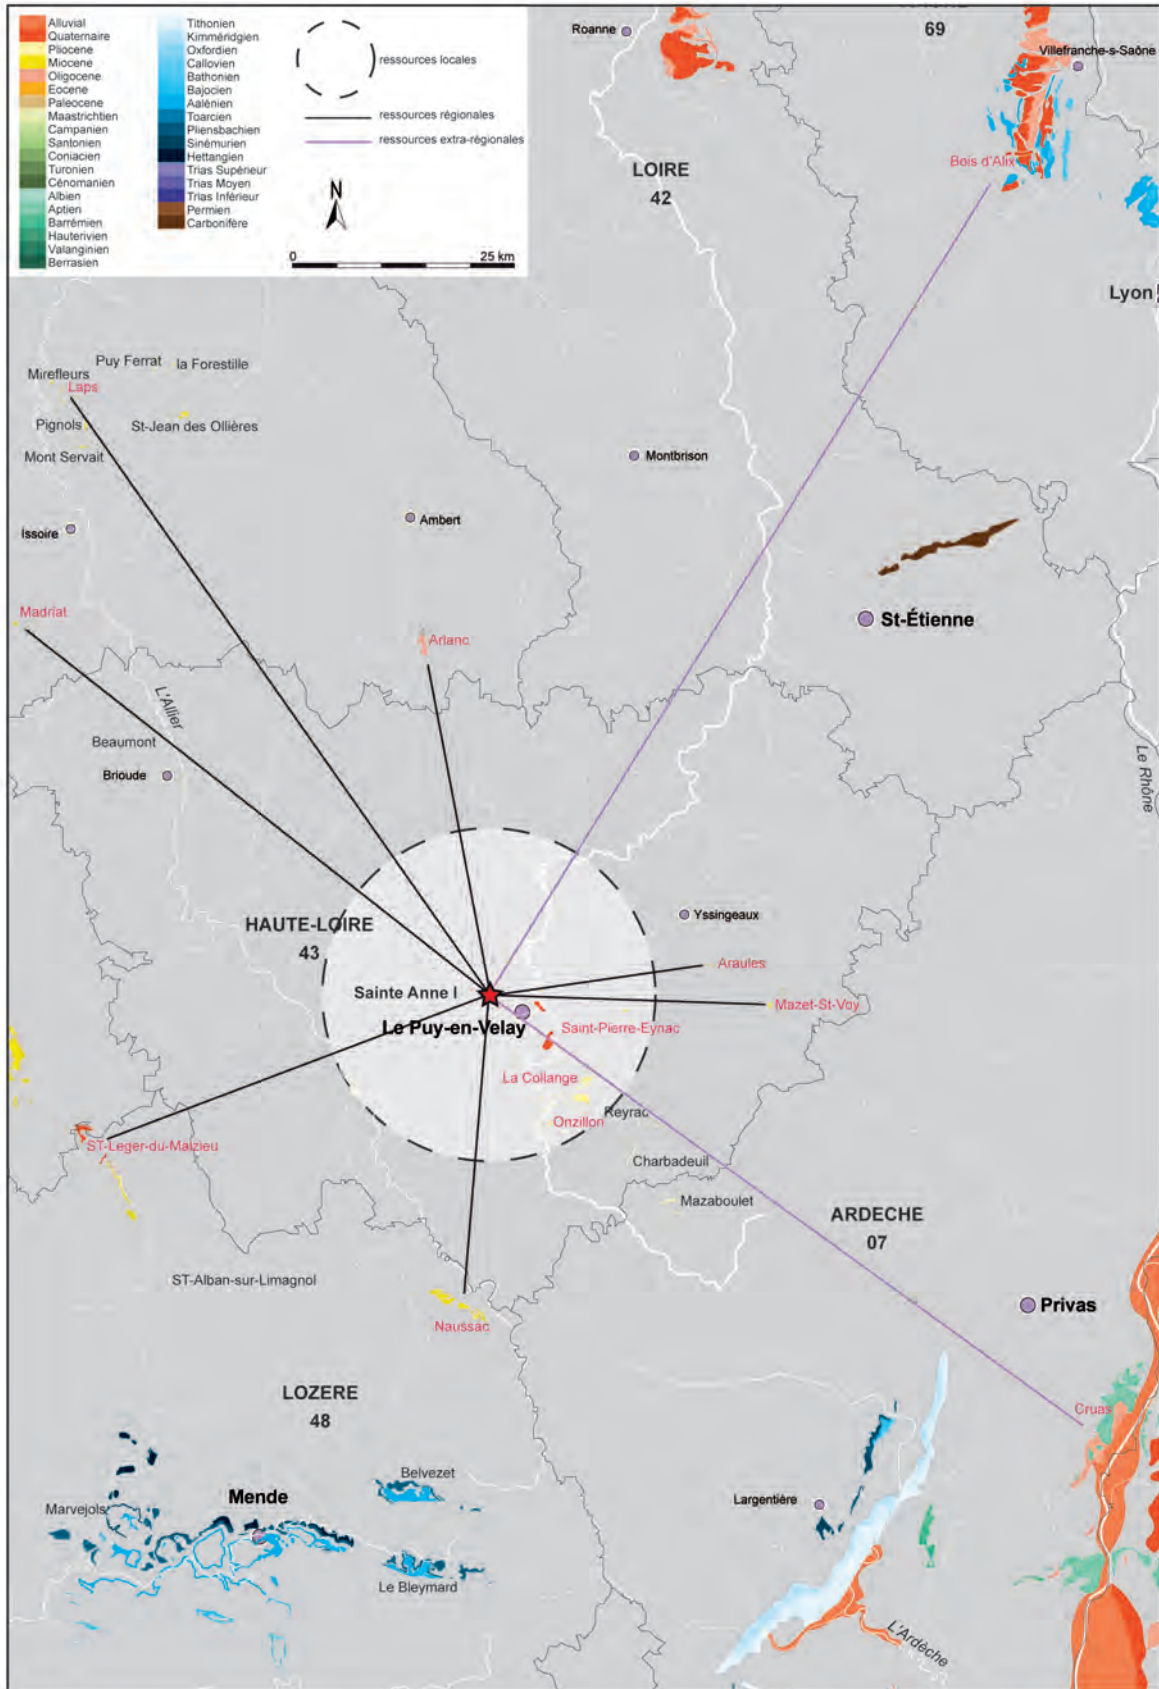 Alluvial
Quaternaire
Pliocene
Miocene
Oligocene
Eocene
Paleocene
Maastrichtien
Campanien
Santonien
Coniacien
Turonien
Cénomanien
Albien
Aptien
Barrémien
Hauterivien
Valanginien
Berrasien
Tithonien
Kimméridgien
Oxfordien
Callovien
Bathonien
Bajocien
Aalénien
Toarcien
Pliensbachien
Sinémurien
Hettangien
Trias Supérieur
Trias Moyen
Trias Inférieur
Permien
Carbonifère
ressources locales
ressources régionales
ressources extra-régionales
N
0 25 km
Roanne
69
Villefranche-s-Saône
Bois d'Alix
LOIRE
42
Lyon
Puy Ferrat
la Forestille
Mirefleurs
Laps
Pignols
St-Jean des Ollières
Mont Servait
Montbrison
Issoire
Ambert
Madriat
Arlanc
St-Étienne
L'Allier
Beaumont
Brioude
Le Rhône
HAUTE-LOIRE
43
Yssingeaux
Araules
Sainte Anne I
Mazet-St-Voy
Le Puy-en-Velay
Saint-Pierre-Eynac
La Collange
Onzillon
Reyrac
ST-Leger-du-Malzieu
Charbadeuil
Mazaboulet
ARDECHE
07
ST-Alban-sur-Limagnol
Naussac
Privas
LOZERE
48
Cruas
Belvezet
Mende
Marvejols
Largentière
Le Bleymard
L'Ardèche